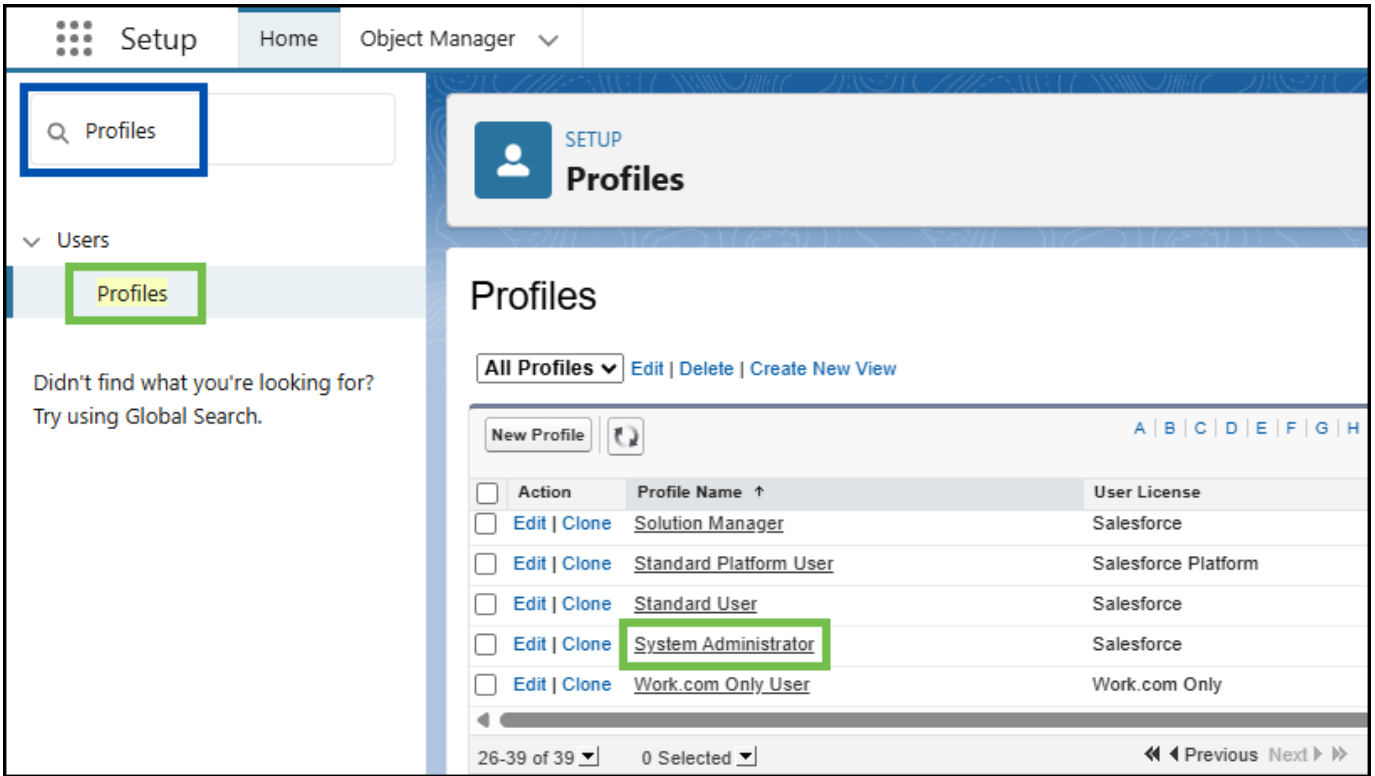 Setup Home Object Manager
Profiles
SETUP
Profiles
Users
Profiles
Didn't find what you're looking for?
Try using Global Search.
Profiles
All Profiles Edit | Delete | Create New View
New Profile A | B | C | D | E | F | G | H
Action Profile Name ↑ User License
Edit | Clone Solution Manager Salesforce
Edit | Clone Standard Platform User Salesforce Platform
Edit | Clone Standard User Salesforce
Edit | Clone System Administrator Salesforce
Edit | Clone Work.com Only User Work.com Only
26-39 of 39 0 Selected Previous Next